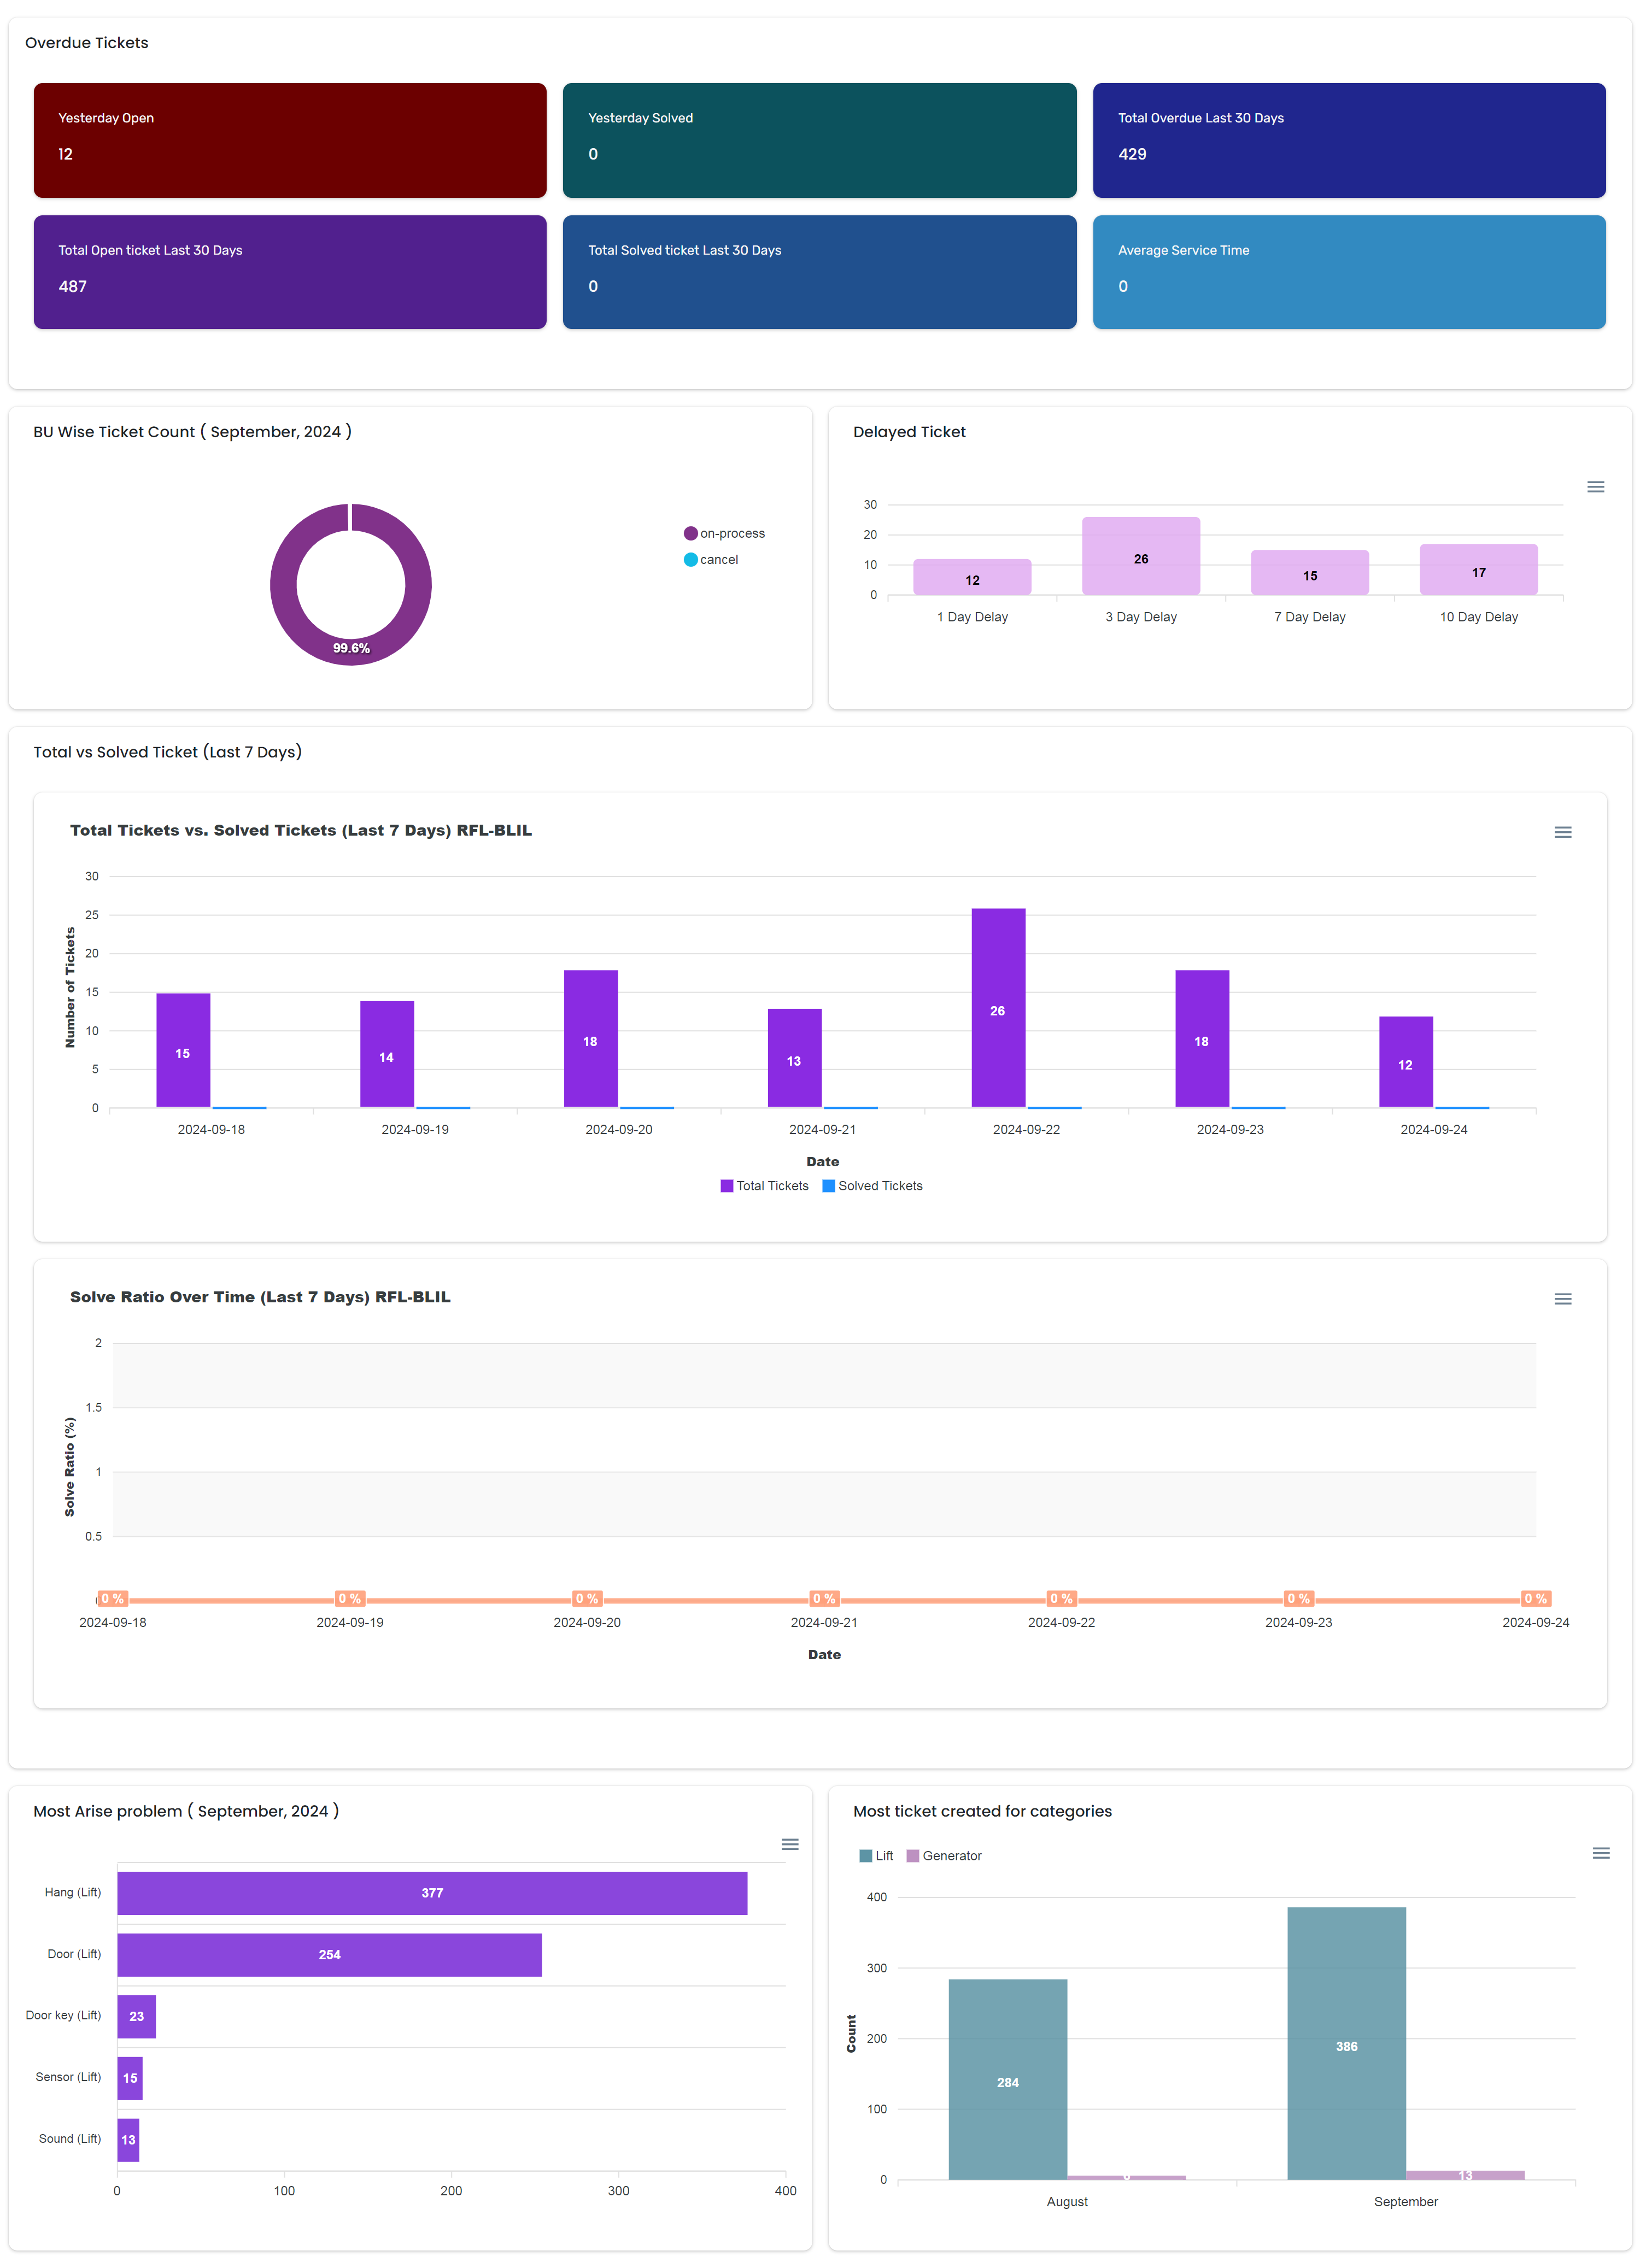 Overdue Tickets
Yesterday Open
12
Yesterday Solved
0
Total Overdue Last 30 Days
429
Total Open ticket Last 30 Days
487
Total Solved ticket Last 30 Days
0
Average Service Time
0
BU Wise Ticket Count ( September, 2024 )
on-process
cancel
99.6%
Delayed Ticket
30
20
10
0
12
26
15
17
1 Day Delay
3 Day Delay
7 Day Delay
10 Day Delay
Total vs Solved Ticket (Last 7 Days)
Total Tickets vs. Solved Tickets (Last 7 Days) RFL-BLIL
Number of Tickets
30
25
20
15
10
5
0
15
14
18
13
26
18
12
2024-09-18
2024-09-19
2024-09-20
2024-09-21
2024-09-22
2024-09-23
2024-09-24
Date
Total Tickets
Solved Tickets
Solve Ratio Over Time (Last 7 Days) RFL-BLIL
Solve Ratio (%)
2
1.5
1
0.5
0 %
0 %
0 %
0 %
0 %
0 %
0 %
2024-09-18
2024-09-19
2024-09-20
2024-09-21
2024-09-22
2024-09-23
2024-09-24
Date
Most Arise problem ( September, 2024 )
Hang (Lift)
377
Door (Lift)
254
Door key (Lift)
23
Sensor (Lift)
15
Sound (Lift)
13
0
100
200
300
400
Most ticket created for categories
Lift
Generator
Count
400
300
200
100
0
284
386
13
August
September